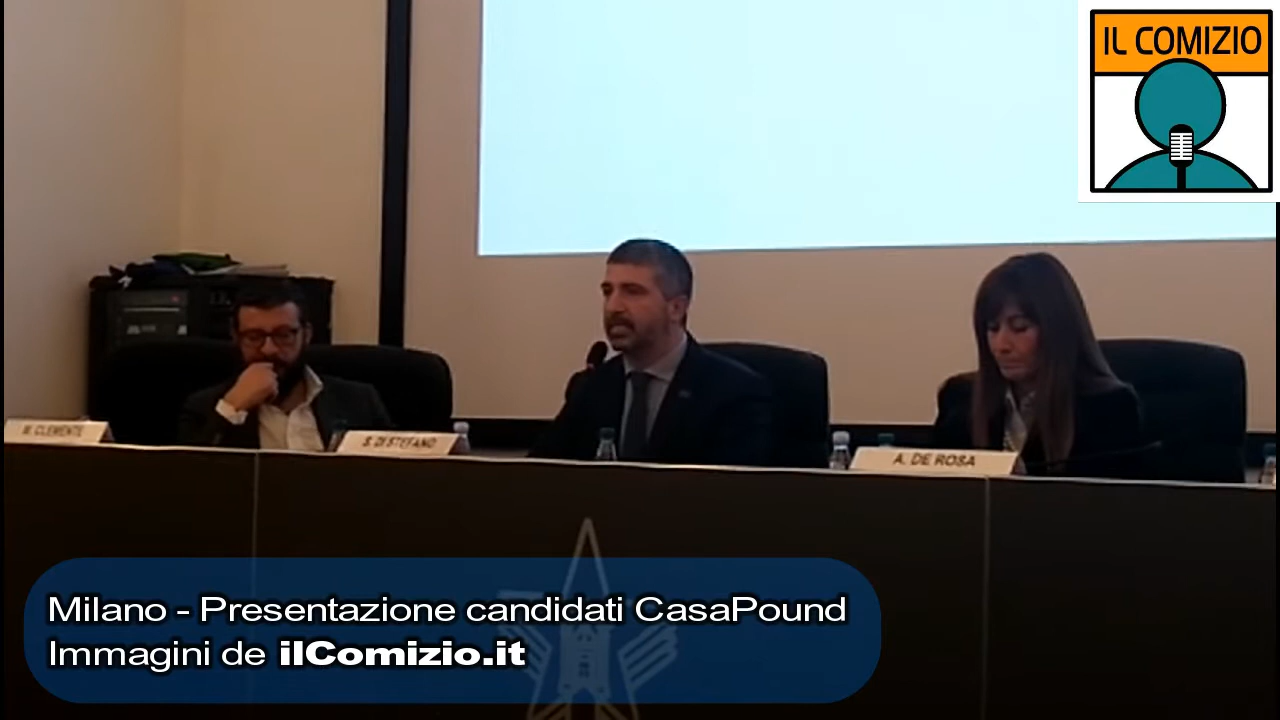 IL COMIZIO
M. CLEMENTE
S. DI STEFANO
A. DE ROSA
Milano - Presentazione candidati CasaPound
Immagini de ilComizio.it